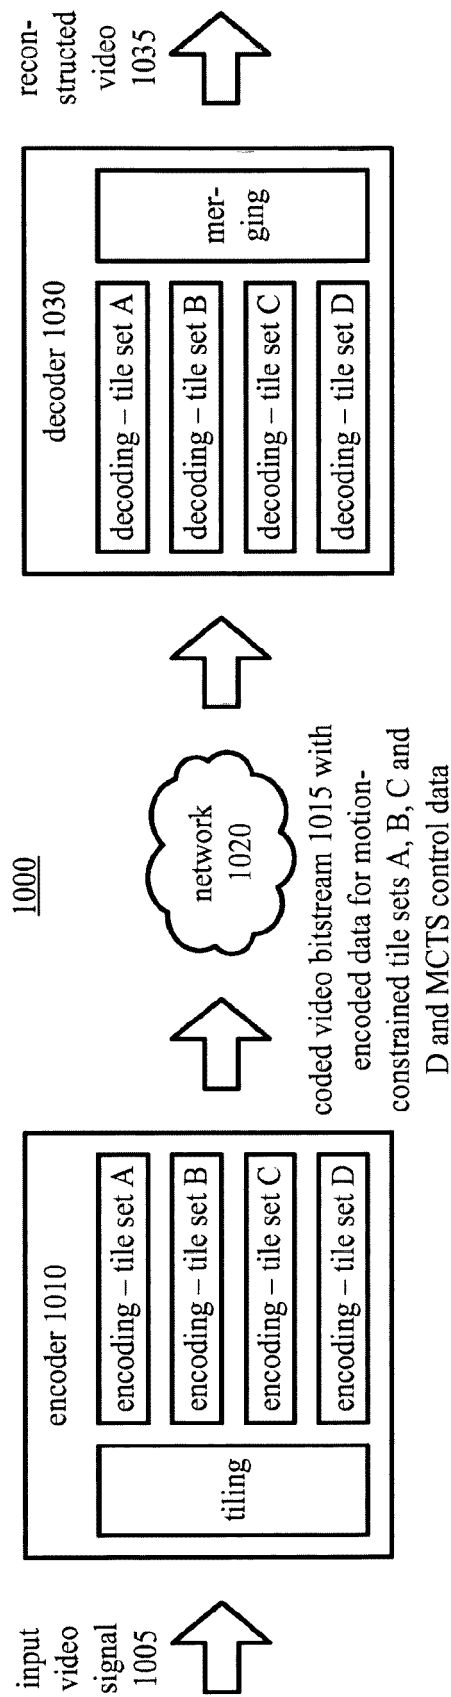 1000
input
video
signal
1005
encoder 1010
tiling
encoding – tile set A
encoding – tile set B
encoding – tile set C
encoding – tile set D
network
1020
coded video bitstream 1015 with
encoded data for motion-
constrained tile sets A, B, C and
D and MCTS control data
decoder 1030
decoding – tile set A
decoding – tile set B
decoding – tile set C
decoding – tile set D
mer-
ging
recon-
structed
video
1035